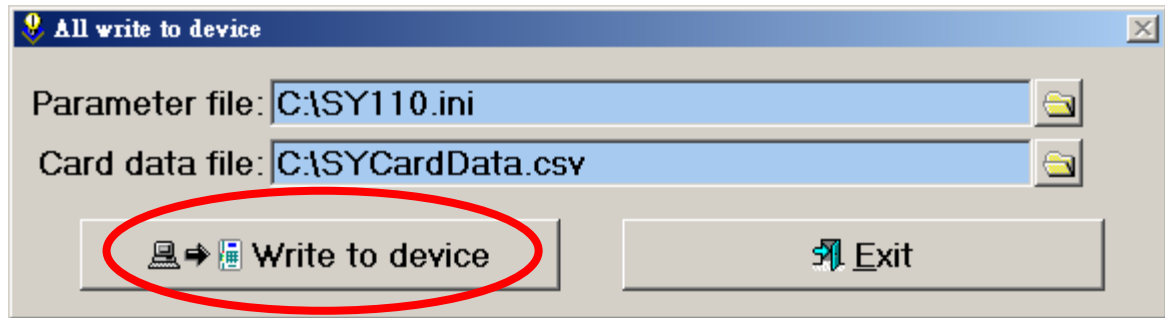 All write to device
Parameter file: C:\SY110.ini
Card data file: C:\SYCardData.csv
Write to device
Exit